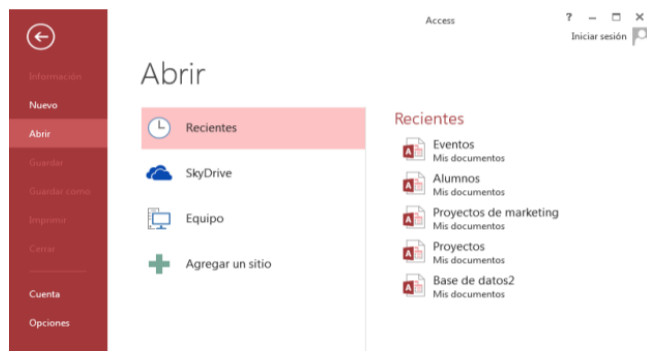 Access
?
Iniciar sesión
Información
Nuevo
Abrir
Guardar
Guardar como
Imprimir
Cerrar
Cuenta
Opciones
Abrir
Recientes
SkyDrive
Equipo
Agregar un sitio
Recientes
Eventos
Mis documentos
Alumnos
Mis documentos
Proyectos de marketing
Mis documentos
Proyectos
Mis documentos
Base de datos2
Mis documentos